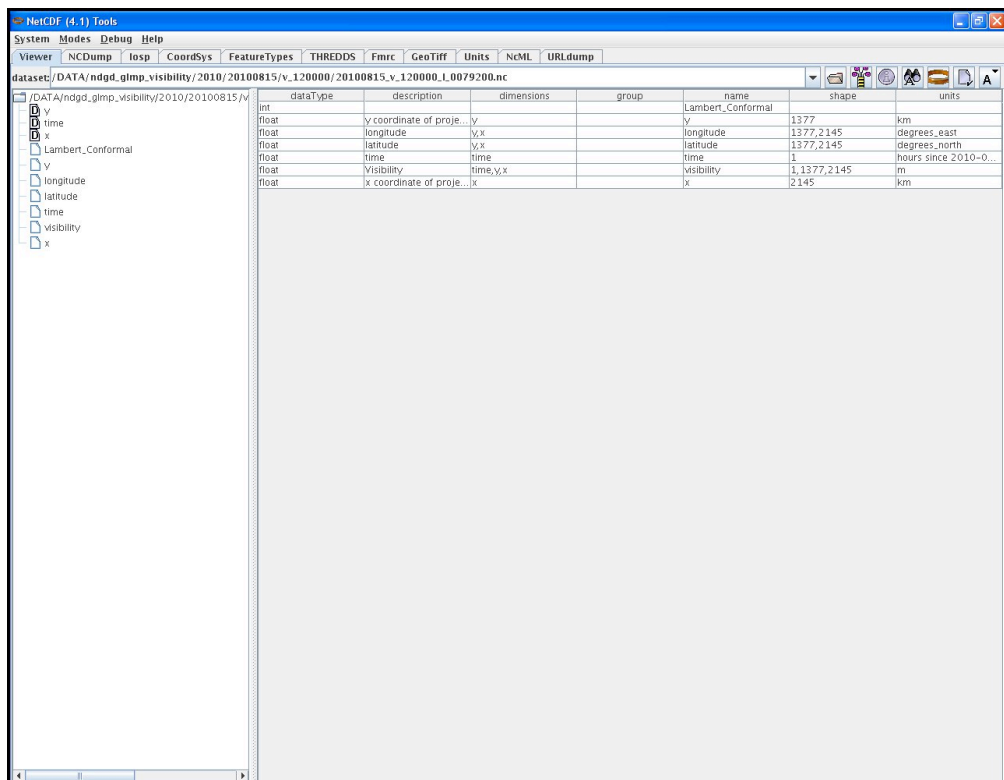 NetCDF (4.1) Tools
System Modes Debug Help
Viewer NCDump Iosp CoordSys FeatureTypes THREDDS Fmrc GeoTiff Units NcML URLdump
dataset: /DATA/ndgd_glmp_visibility/2010/20100815/v_120000/20100815_v_120000_l_0079200.nc A
/DATA/ndgd_glmp_visibility/2010/20100815/v
D y
D time
D x
Lambert_Conformal
y
longitude
latitude
time
visibility
x
dataType description dimensions group name shape units
int Lambert_Conformal
float y coordinate of proje... y y 1377 km
float longitude y,x longitude 1377,2145 degrees_east
float latitude y,x latitude 1377,2145 degrees_north
float time time time 1 hours since 2010-0...
float Visibility time,y,x visibility 1,1377,2145 m
float x coordinate of proje... x x 2145 km